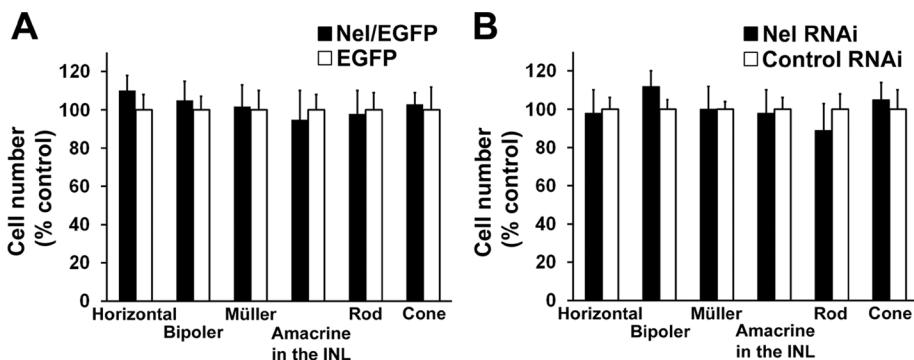 A
Nel/EGFP
EGFP
Cell number
(% control)
120
100
80
60
40
20
0
Horizontal
Bipoler
Müller
Amacrine
in the INL
Rod
Cone
B
Nel RNAi
Control RNAi
Cell number
(% control)
120
100
80
60
40
20
0
Horizontal
Bipoler
Müller
Amacrine
in the INL
Rod
Cone